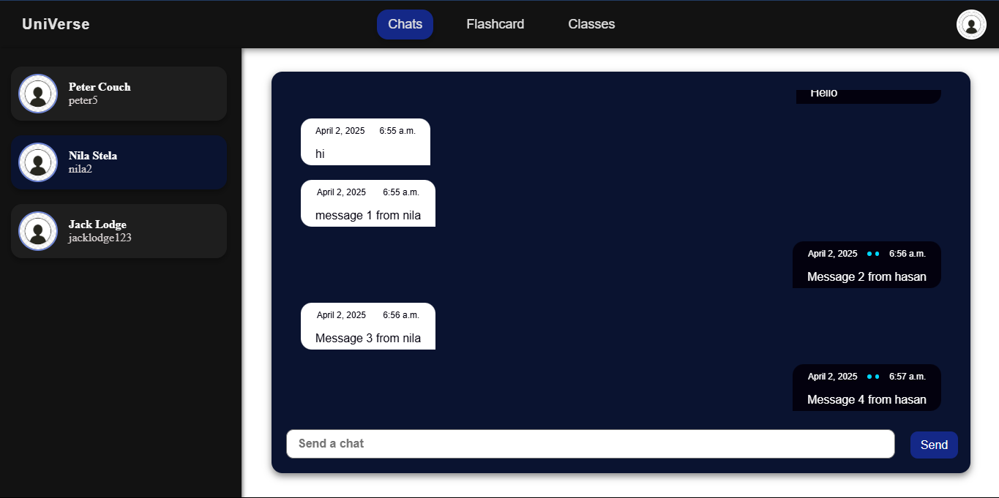 UniVerse
Chats
Flashcard
Classes
Peter Couch
peter5
Nila Stela
nila2
Jack Lodge
jacklodge123
Hello
April 2, 2025 6:55 a.m.
hi
April 2, 2025 6:55 a.m.
message 1 from nila
April 2, 2025 6:56 a.m.
Message 2 from hasan
April 2, 2025 6:56 a.m.
Message 3 from nila
April 2, 2025 6:57 a.m.
Message 4 from hasan
Send a chat
Send